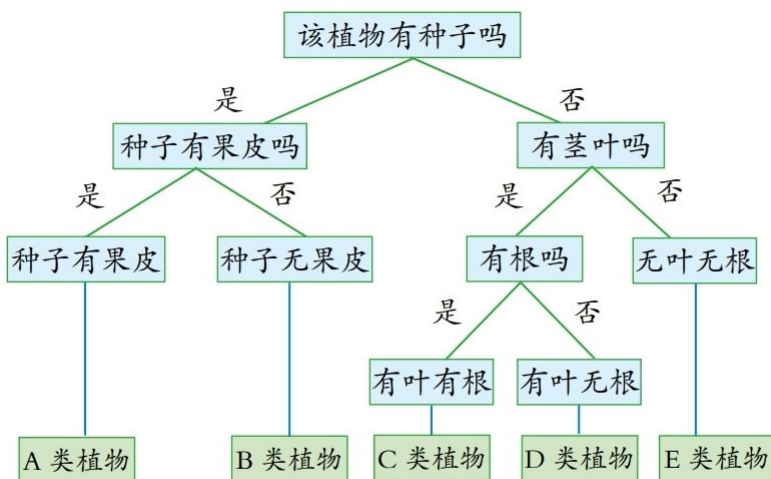 该植物有种子吗
是
否
种子有果皮吗
有茎叶吗
是
否
是
否
种子有果皮
种子无果皮
有根吗
无叶无根
是
否
有叶有根
有叶无根
A 类植物
B 类植物
C 类植物
D 类植物
E 类植物